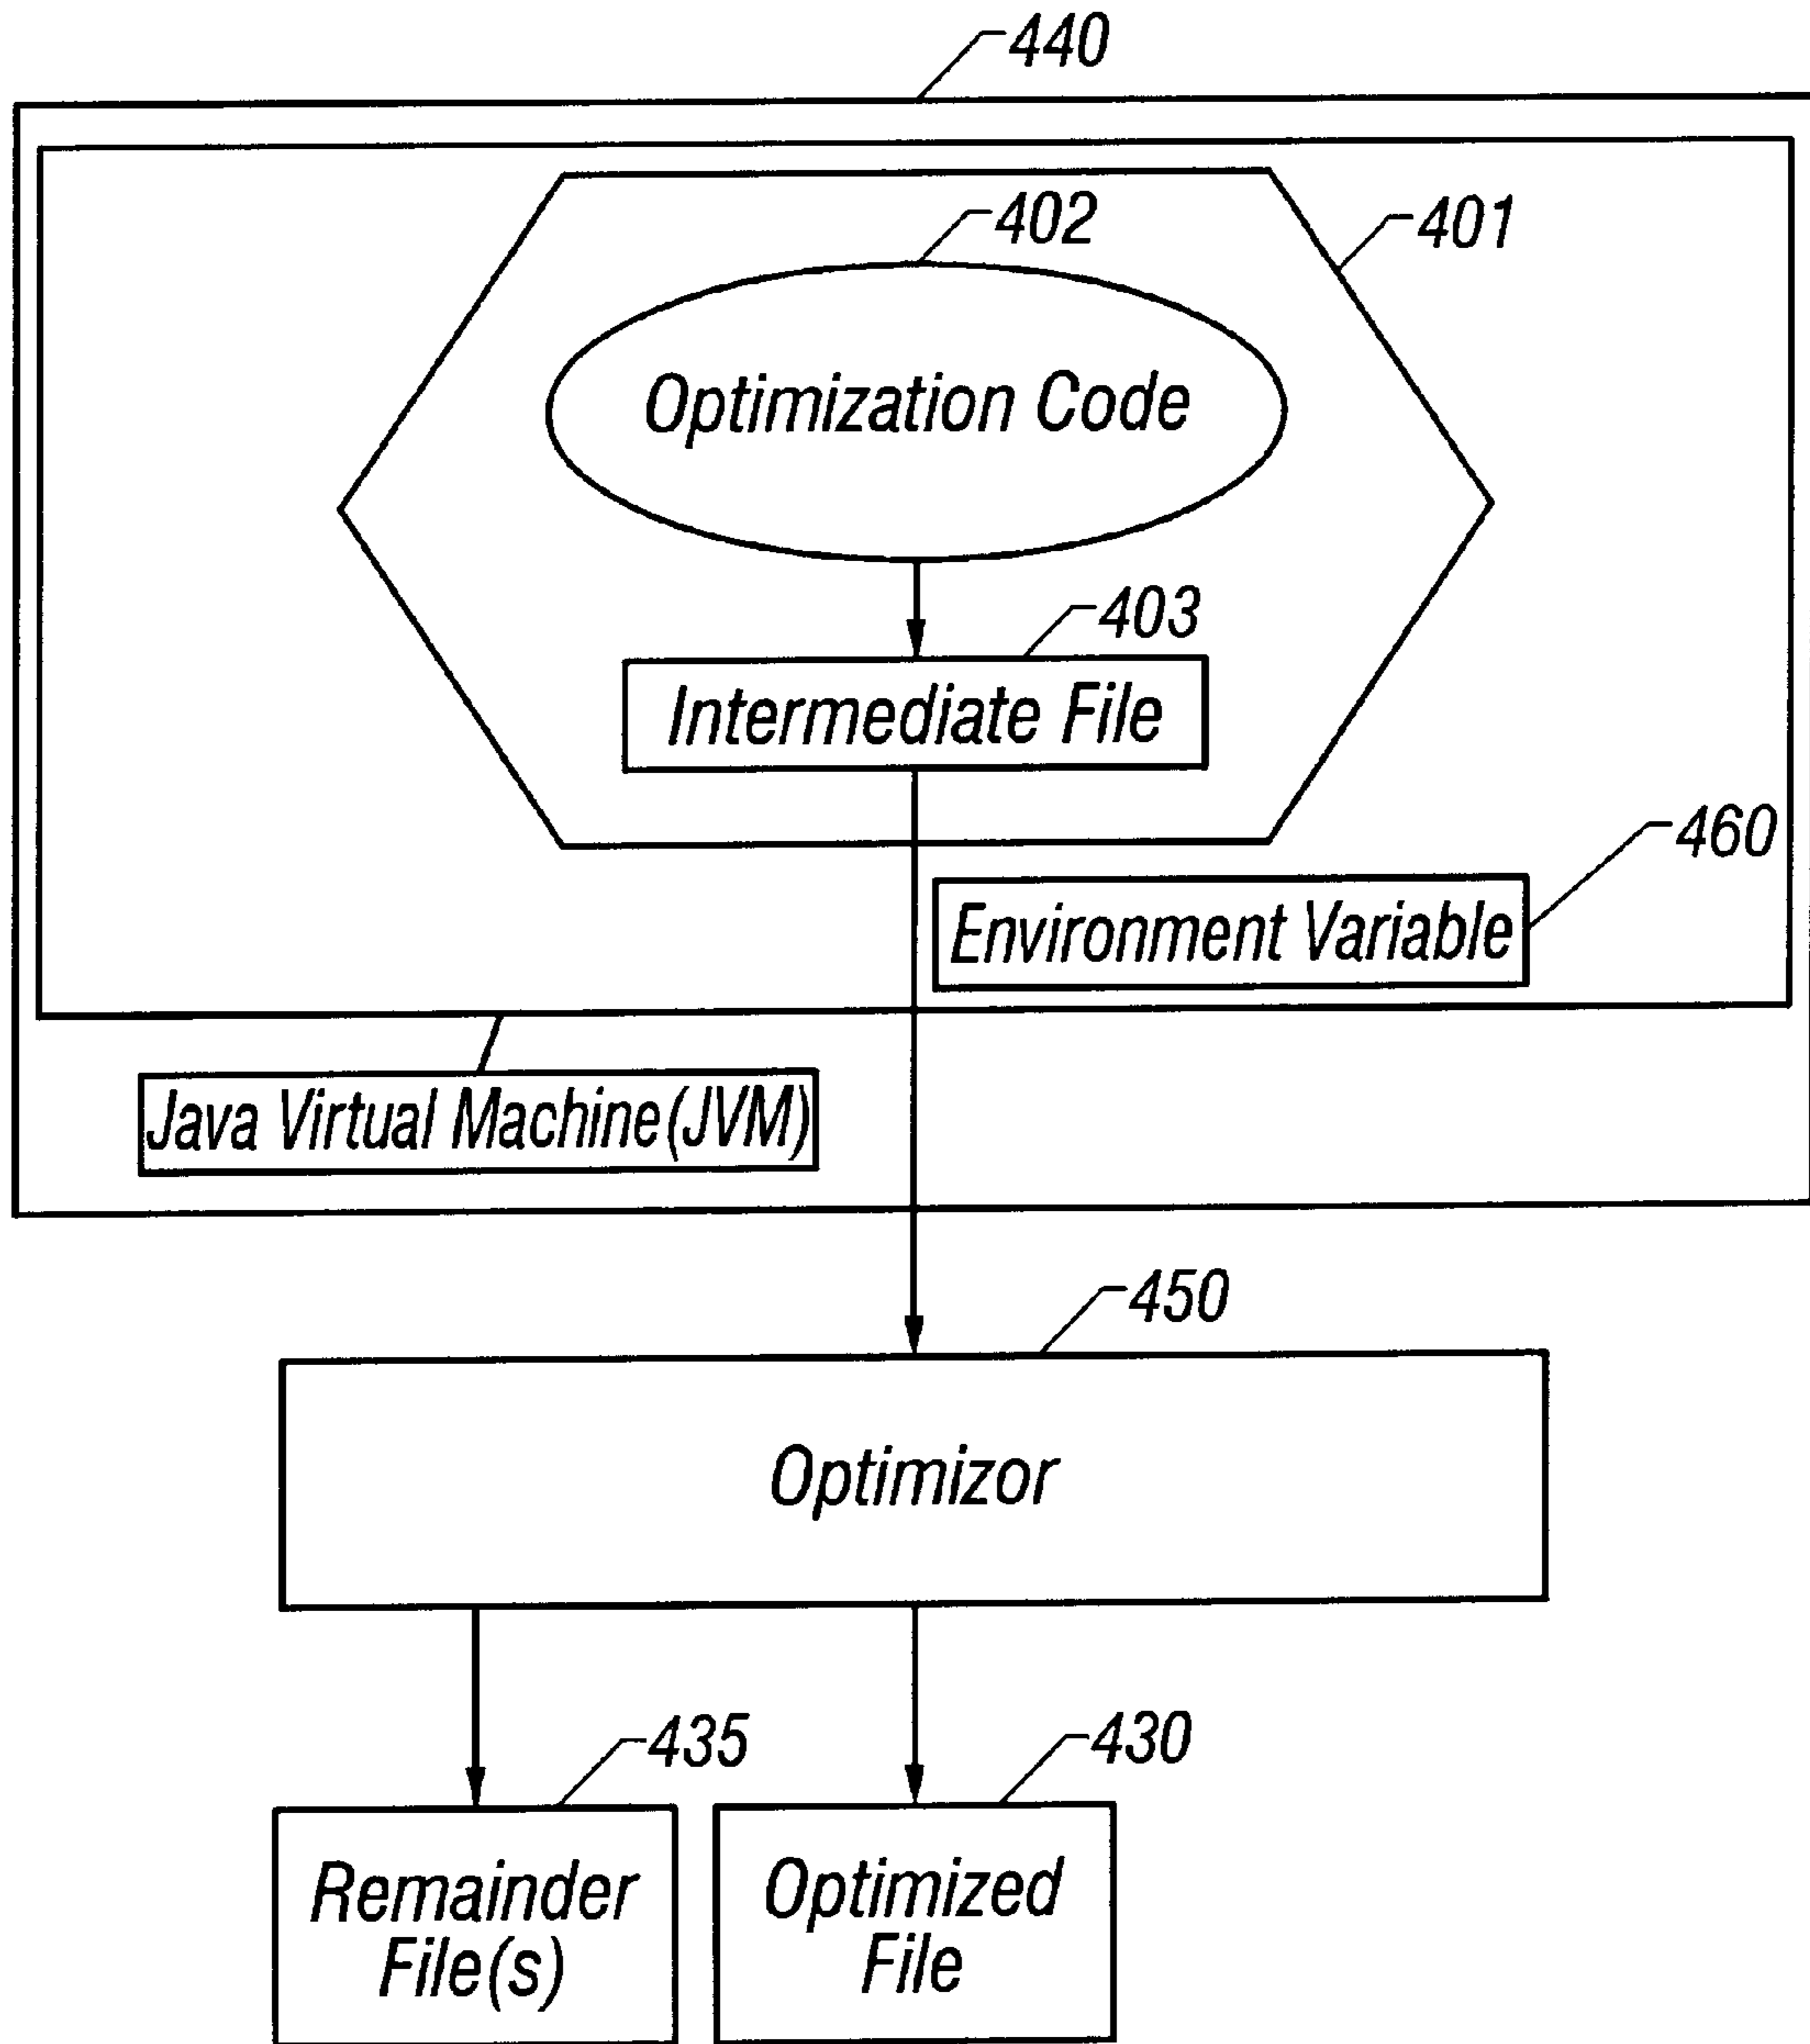 440
402
401
Optimization Code
403
Intermediate File
460
Environment Variable
Java Virtual Machine(JVM)
450
Optimizor
435
430
Remainder
File(s)
Optimized
File